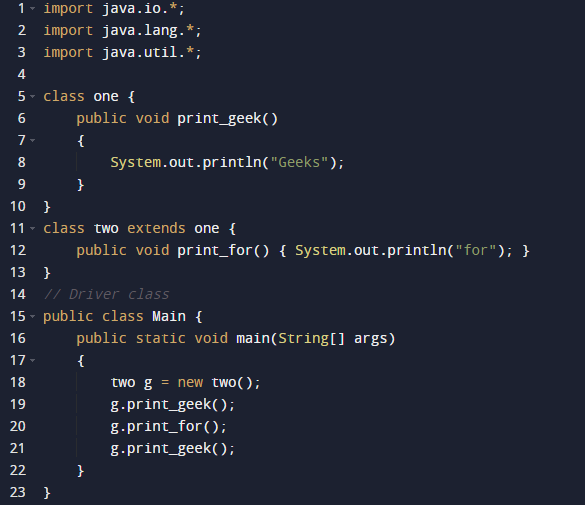 1 import java.io.*;
2 import java.lang.*;
3 import java.util.*;
4
5 class one {
6     public void print_geek()
7     {
8         System.out.println("Geeks");
9     }
10 }
11 class two extends one {
12     public void print_for() { System.out.println("for"); }
13 }
14 // Driver class
15 public class Main {
16     public static void main(String[] args)
17     {
18         two g = new two();
19         g.print_geek();
20         g.print_for();
21         g.print_geek();
22     }
23 }